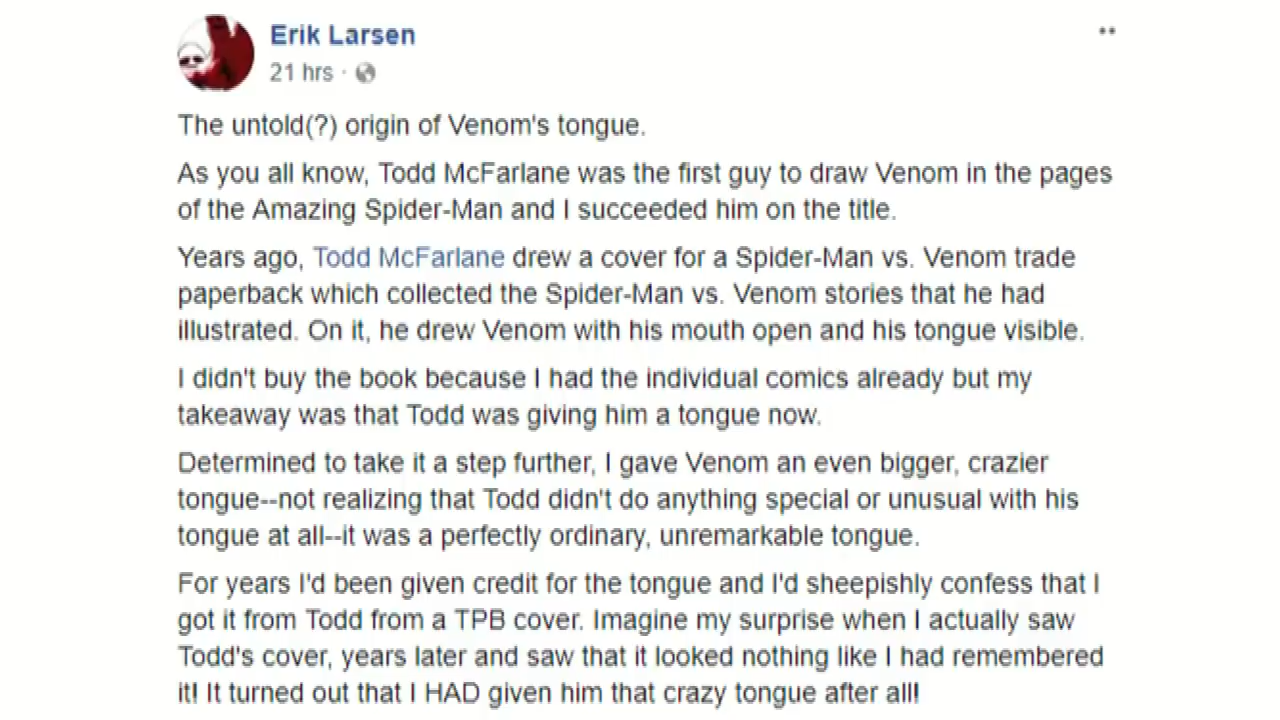 Erik Larsen
21 hrs ·
The untold(?) origin of Venom's tongue.
As you all know, Todd McFarlane was the first guy to draw Venom in the pages
of the Amazing Spider-Man and I succeeded him on the title.
Years ago, Todd McFarlane drew a cover for a Spider-Man vs. Venom trade
paperback which collected the Spider-Man vs. Venom stories that he had
illustrated. On it, he drew Venom with his mouth open and his tongue visible.
I didn't buy the book because I had the individual comics already but my
takeaway was that Todd was giving him a tongue now.
Determined to take it a step further, I gave Venom an even bigger, crazier
tongue--not realizing that Todd didn't do anything special or unusual with his
tongue at all--it was a perfectly ordinary, unremarkable tongue.
For years I'd been given credit for the tongue and I'd sheepishly confess that I
got it from Todd from a TPB cover. Imagine my surprise when I actually saw
Todd's cover, years later and saw that it looked nothing like I had remembered
it! It turned out that I HAD given him that crazy tongue after all!